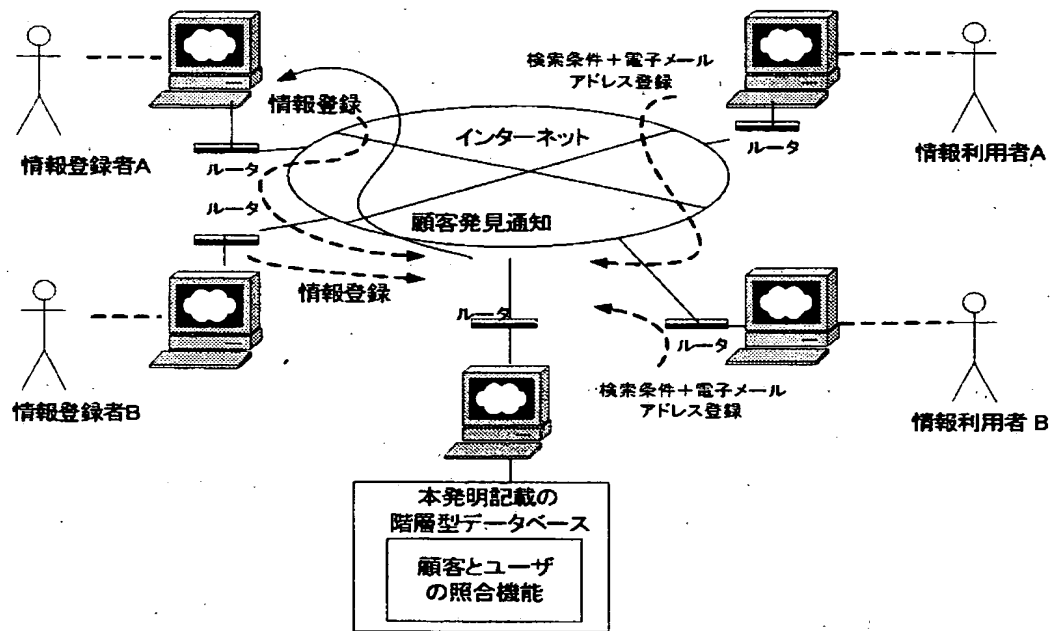 検索条件+電子メール
アドレス登録
情報登録
インターネット
ルータ
ルータ
情報登録者A
情報利用者A
ルータ
顧客発見通知
情報登録
ルータ
ルータ
検索条件+電子メール
アドレス登録
情報登録者B
情報利用者 B
本発明記載の
階層型データベース
顧客とユーザ
の照合機能